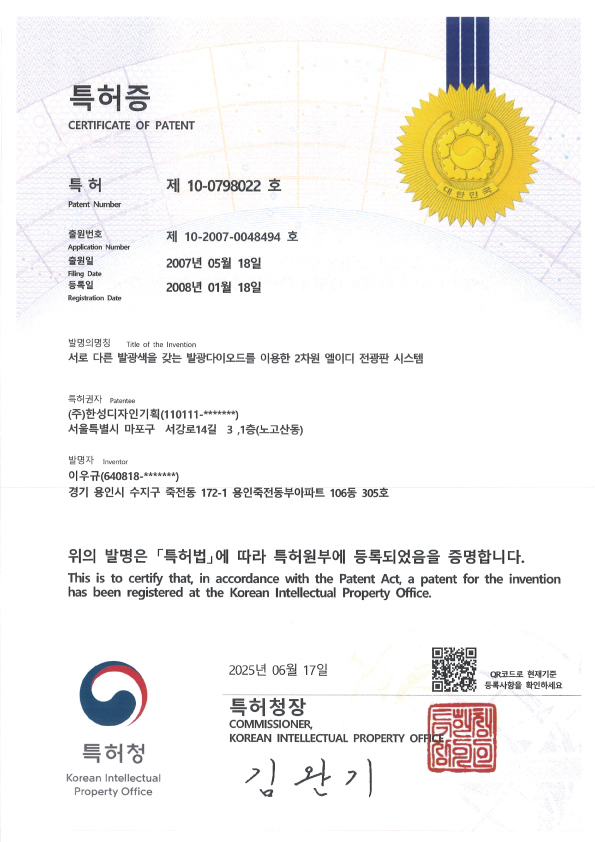 특허증
CERTIFICATE OF PATENT
대한민국
특 허 제 10-0798022 호
Patent Number
출원번호 제 10-2007-0048494 호
Application Number
출원일 2007년 05월 18일
Filing Date
등록일 2008년 01월 18일
Registration Date
발명의명칭 Title of the Invention
서로 다른 발광색을 갖는 발광다이오드를 이용한 2차원 엘이디 전광판 시스템
특허권자 Patentee
(주)한성디자인기획(110111-*******)
서울특별시 마포구 서강로14길 3 ,1층(노고산동)
발명자 Inventor
이우규(640818-*******)
경기 용인시 수지구 죽전동 172-1 용인죽전동부아파트 106동 305호
위의 발명은 「특허법」에 따라 특허원부에 등록되었음을 증명합니다.
This is to certify that, in accordance with the Patent Act, a patent for the invention
has been registered at the Korean Intellectual Property Office.
2025년 06월 17일
QR코드로 현재기준
등록사항을 확인하세요
특허청장
COMMISSIONER,
KOREAN INTELLECTUAL PROPERTY OFFICE
김완기
특허청
Korean Intellectual
Property Office